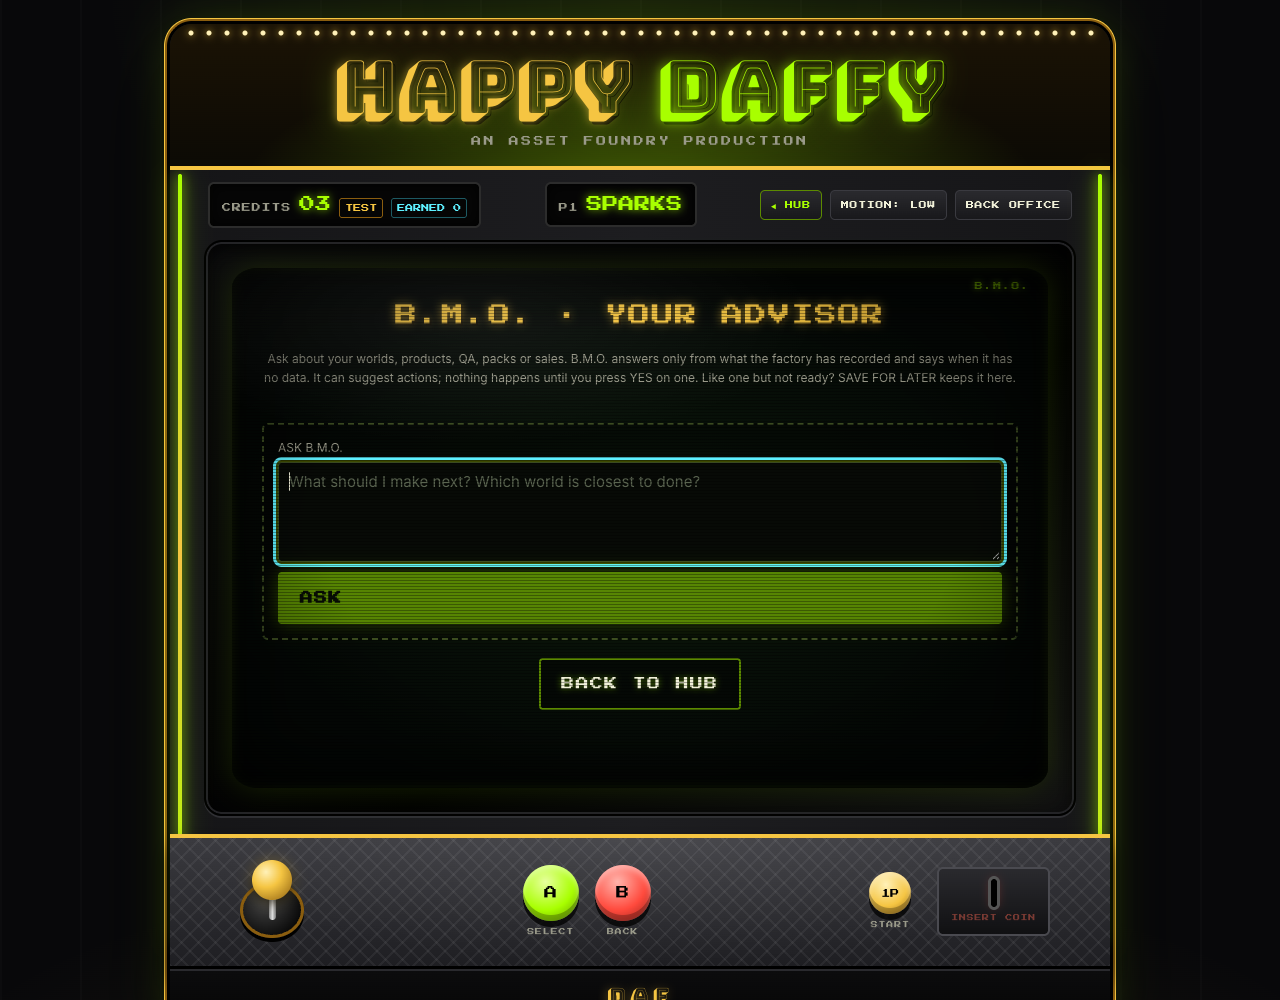 HAPPY DAFFY
AN ASSET FOUNDRY PRODUCTION
CREDITS 03 TEST EARNED 0
P1 SPARKS
◂ HUB
MOTION: LOW
BACK OFFICE
B.M.O.
B.M.O. · YOUR ADVISOR
Ask about your worlds, products, QA, packs or sales. B.M.O. answers only from what the factory has recorded and says when it has
no data. It can suggest actions; nothing happens until you press YES on one. Like one but not ready? SAVE FOR LATER keeps it here.
ASK B.M.O.
What should I make next? Which world is closest to done?
ASK
BACK TO HUB
A
B
1P
SELECT
BACK
START
INSERT COIN